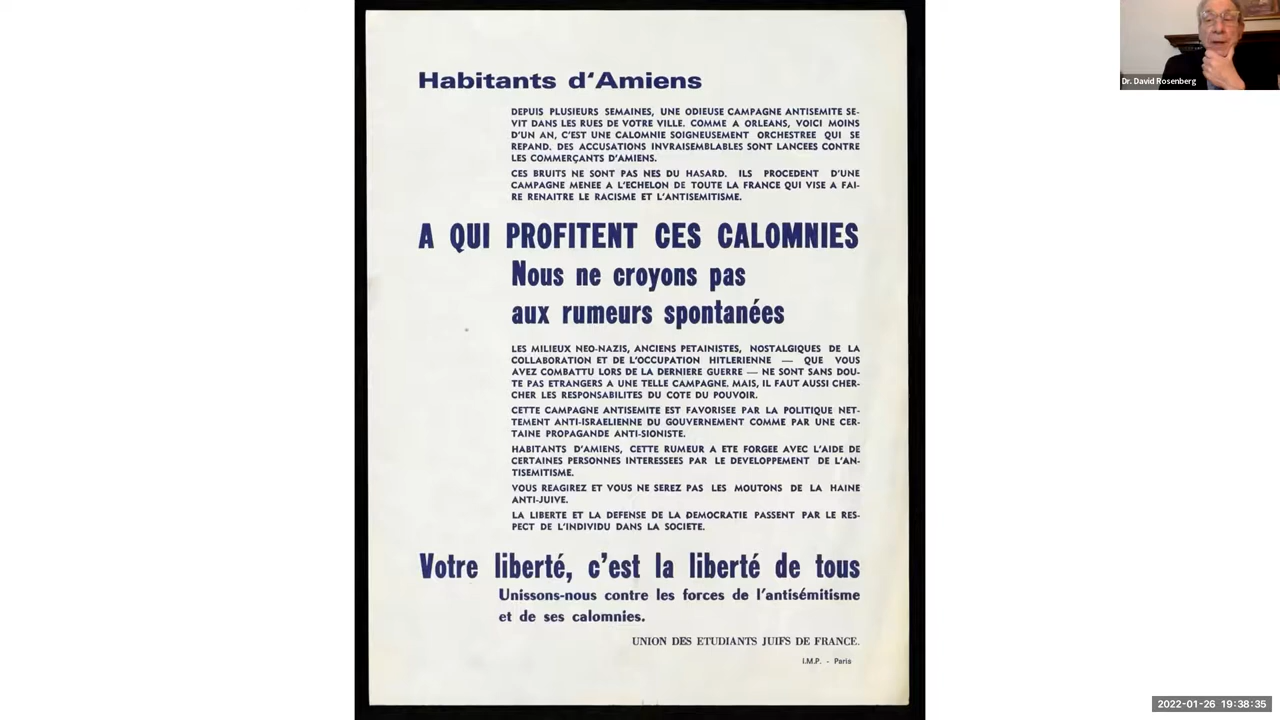 Habitants d‘Amiens
DEPUIS PLUSIEURS SEMAINES, UNE ODIEUSE CAMPAGNE ANTISEMITE SE-
VIT DANS LES RUES DE VOTRE VILLE. COMME A ORLEANS, VOICI MOINS
D'UN AN, C'EST UNE CALOMNIE SOIGNEUSEMENT ORCHESTREE QUI SE
REPAND. DES ACCUSATIONS INVRAISEMBLABLES SONT LANCEES CONTRE
LES COMMERÇANTS D'AMIENS.
CES BRUITS NE SONT PAS NES DU HASARD. ILS PROCEDENT D'UNE
CAMPAGNE MENEE A L'ECHELON DE TOUTE LA FRANCE QUI VISE A FAI-
RE RENAITRE LE RACISME ET L'ANTISEMITISME.
A QUI PROFITENT CES CALOMNIES
Nous ne croyons pas
aux rumeurs spontanées
LES MILIEUX NEO-NAZIS, ANCIENS PETAINISTES, NOSTALGIQUES DE LA
COLLABORATION ET DE L'OCCUPATION HITLERIENNE — QUE VOUS
AVEZ COMBATTU LORS DE LA DERNIERE GUERRE — NE SONT SANS DOU-
TE PAS ETRANGERS A UNE TELLE CAMPAGNE. MAIS, IL FAUT AUSSI CHER-
CHER LES RESPONSABILITES DU COTE DU POUVOIR.
CETTE CAMPAGNE ANTISEMITE EST FAVORISEE PAR LA POLITIQUE NET-
TEMENT ANTI-ISRAELIENNE DU GOUVERNEMENT COMME PAR UNE CER-
TAINE PROPAGANDE ANTI-SIONISTE.
HABITANTS D'AMIENS, CETTE RUMEUR A ETE FORGEE AVEC L'AIDE DE
CERTAINES PERSONNES INTERESSEES PAR LE DEVELOPPEMENT DE L'AN-
TISEMITISME.
VOUS REAGIREZ ET VOUS NE SEREZ PAS LES MOUTONS DE LA HAINE
ANTI-JUIVE.
LA LIBERTE ET LA DEFENSE DE LA DEMOCRATIE PASSENT PAR LE RES-
PECT DE L'INDIVIDU DANS LA SOCIETE.
Votre liberté, c'est la liberté de tous
Unissons-nous contre les forces de l'antisémitisme
et de ses calomnies.
UNION DES ETUDIANTS JUIFS DE FRANCE.
I.M.P. - Paris
Dr. David Rosenberg
2022-01-26 19:38:35